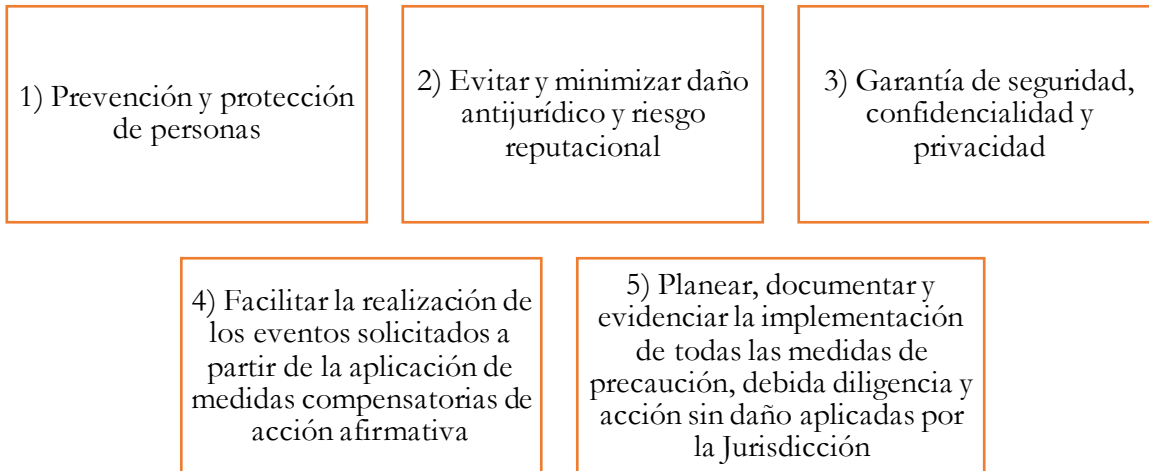 1) Prevención y protección
de personas
2) Evitar y minimizar daño
antijurídico y riesgo
reputacional
3) Garantía de seguridad,
confidencialidad y
privacidad
4) Facilitar la realización de
los eventos solicitados a
partir de la aplicación de
medidas compensatorias de
acción afirmativa
5) Planear, documentar y
evidenciar la implementación
de todas las medidas de
precaución, debida diligencia y
acción sin daño aplicadas por
la Jurisdicción